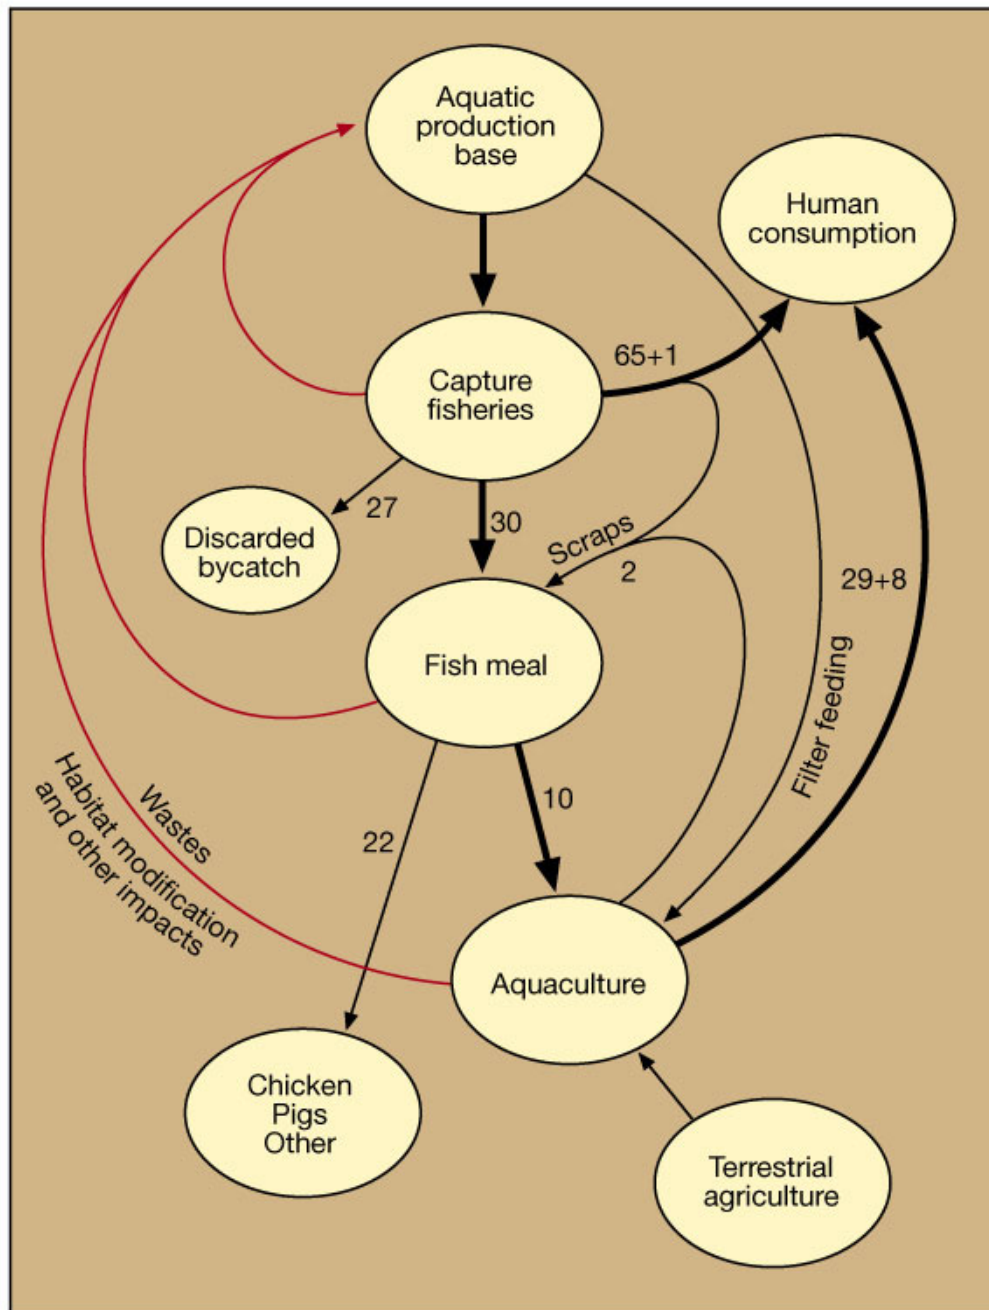 Aquatic
production
base
Human
consumption
65+1
Capture
fisheries
27
30
Scraps
2
Discarded
bycatch
29+8
Fish meal
Filter feeding
Wastes
Habitat modification
and other impacts
22
10
Aquaculture
Chicken
Pigs
Other
Terrestrial
agriculture